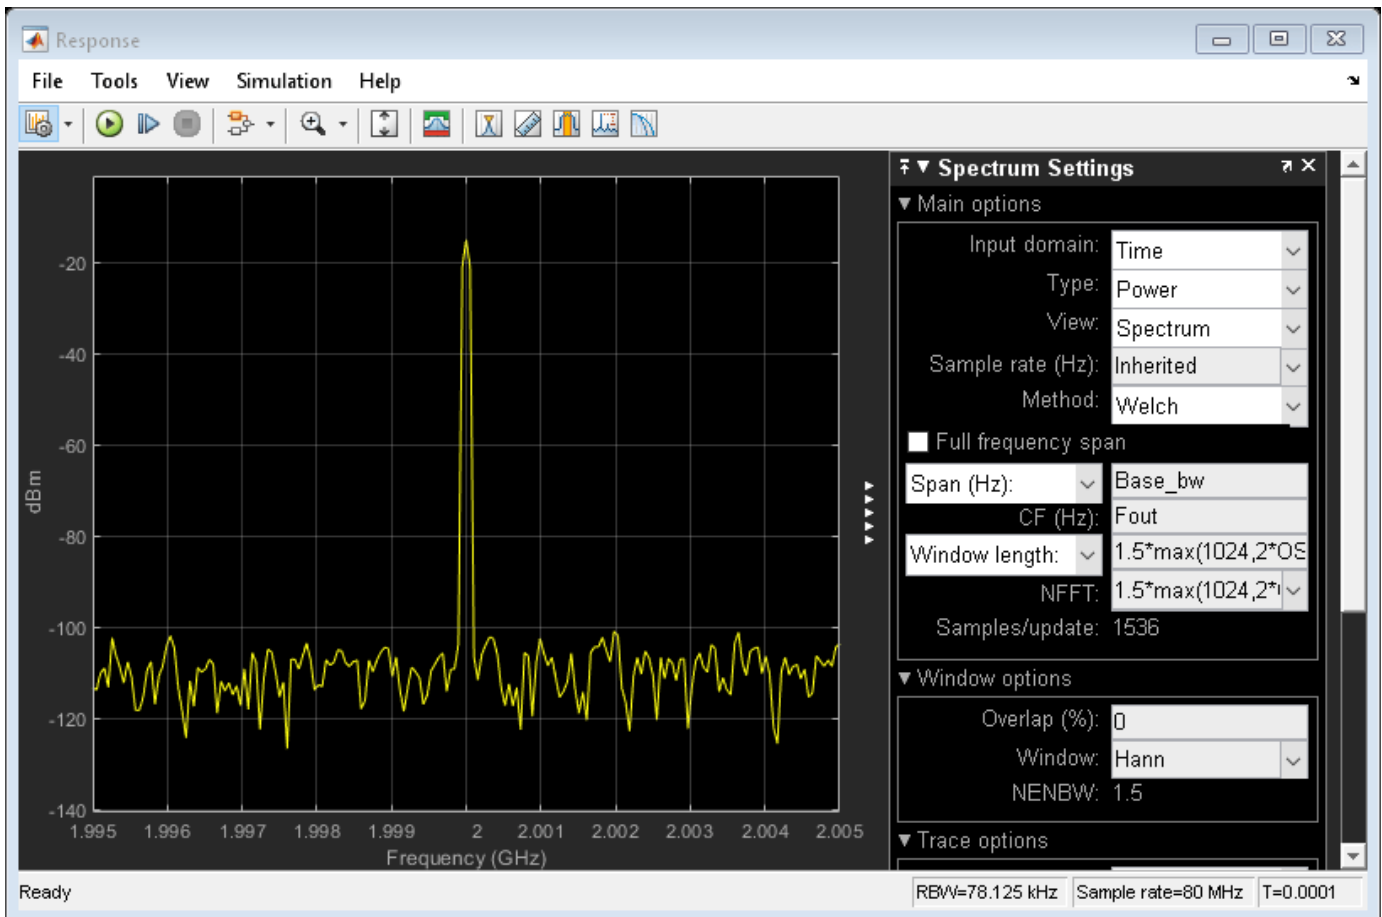 Response
File Tools View Simulation Help
Spectrum Settings
Main options
Input domain: Time
Type: Power
View: Spectrum
Sample rate (Hz): Inherited
Method: Welch
Full frequency span
Span (Hz): Base_bw
CF (Hz): Fout
Window length: 1.5*max(1024,2*OS
NFFT: 1.5*max(1024,2*
Samples/update: 1536
Window options
Overlap (%): 0
Window: Hann
NENBW: 1.5
Trace options
dBm
-20
-40
-60
-80
-100
-120
-140
1.995 1.996 1.997 1.998 1.999 2 2.001 2.002 2.003 2.004 2.005
Frequency (GHz)
Ready RBW=78.125 kHz Sample rate=80 MHz T=0.0001